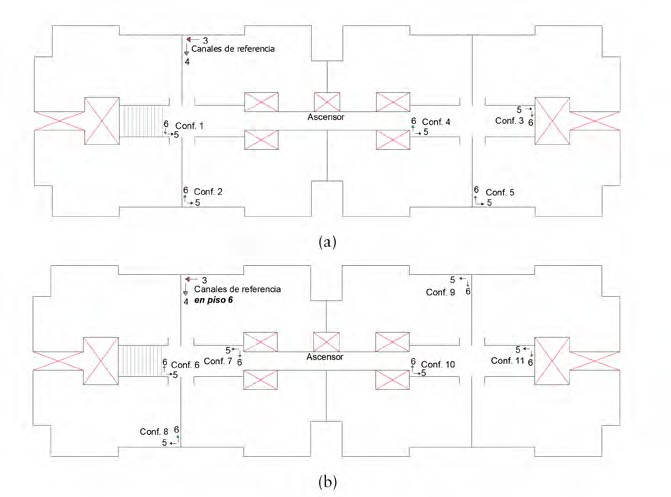 3
Canales de referencia
4
Ascensor
6
5
Conf. 1
6
5
Conf. 4
5
6
Conf. 3
6
5
Conf. 2
6
5
Conf. 5
(a)
3
4
Canales de referencia
en piso 6
5
6
Conf. 9
Ascensor
6
5
Conf. 6
5
6
Conf. 7
6
5
Conf. 10
5
6
Conf. 11
Conf. 8
6
5
(b)